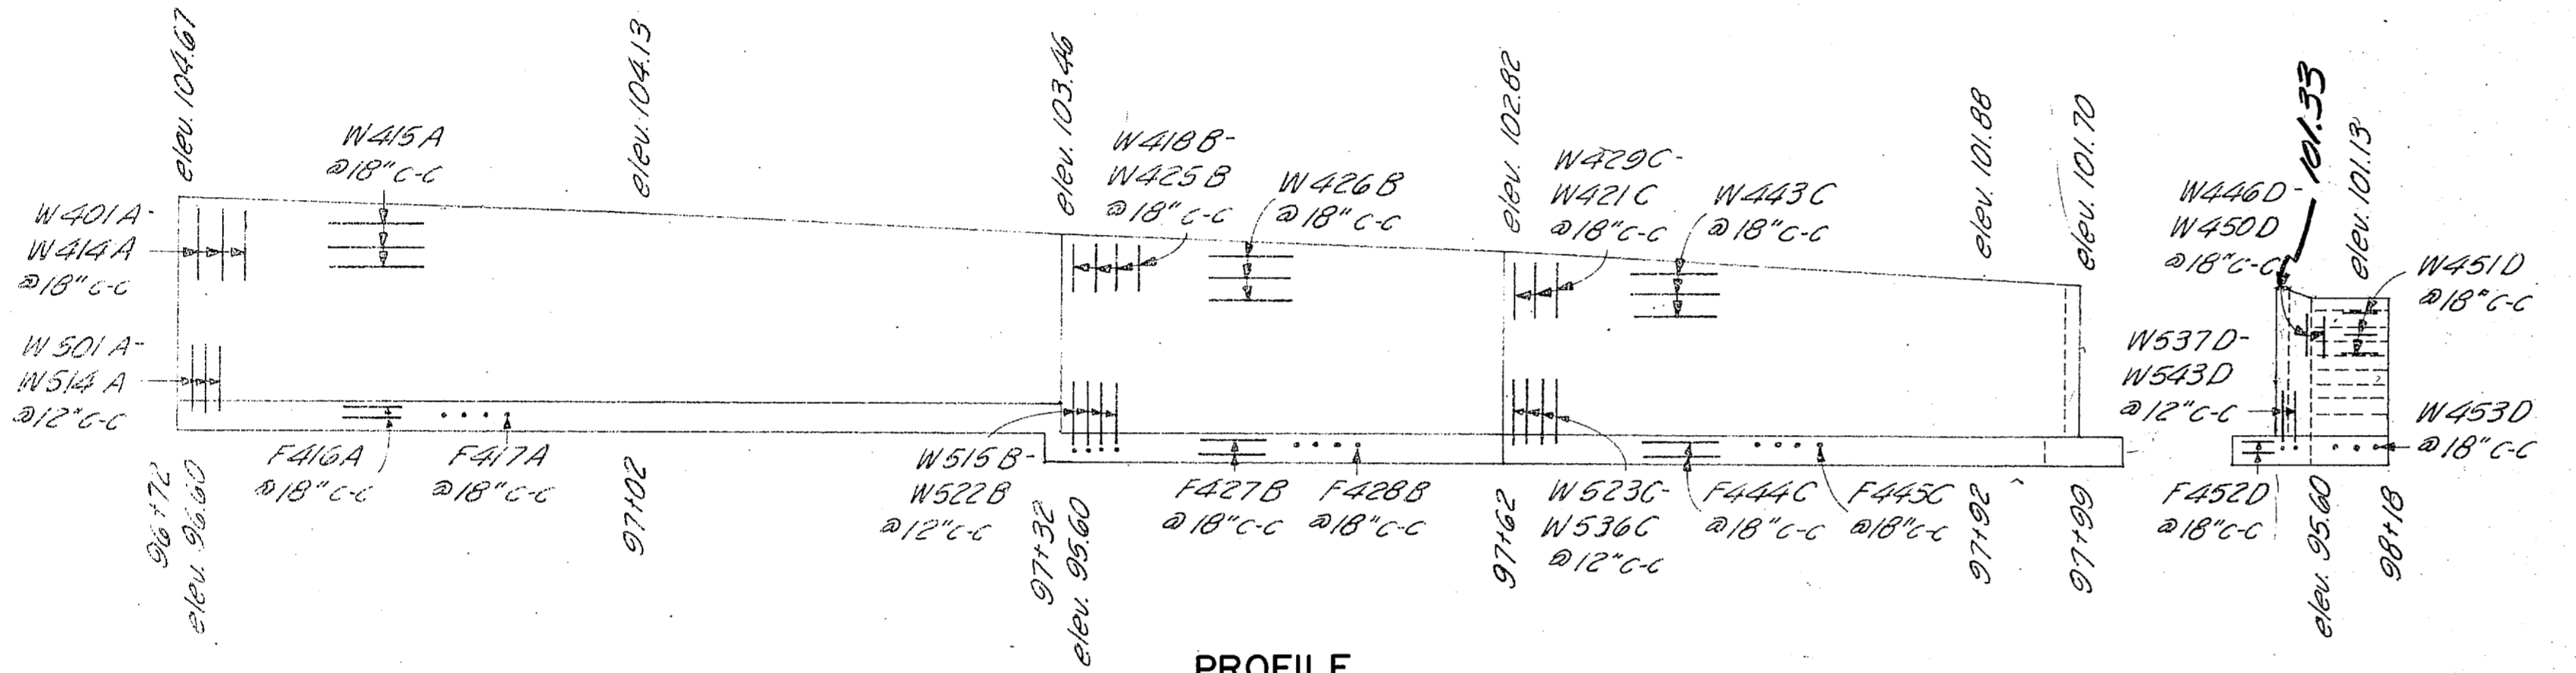 elev. 104.67
elev. 104.13
elev. 103.46
elev. 102.82
elev. 101.88
elev. 101.70
101.33
elev. 101.13
W415A
@18"C-C
W418B-
W425B
@18"C-C
W426B
@18"C-C
W429C-
W421C
@18"C-C
W443C
@18"C-C
W446D-
W450D
@18"C-C
W451D
@18"C-C
W401A-
W414A
@18"C-C
W501A-
W514A
@12"C-C
W537D-
W543D
@12"C-C
W453D
@18"C-C
F416A
@18"C-C
F417A
@18"C-C
W515B-
W522B
@12"C-C
F427B
@18"C-C
F428B
@18"C-C
W523C-
W536C
@12"C-C
F444C
@18"C-C
F445C
@18"C-C
F452D
@18"C-C
96+72
elev. 96.60
97+02
97+32
elev. 95.60
97+62
97+92
97+99
elev. 95.60
98+18
PROFILE